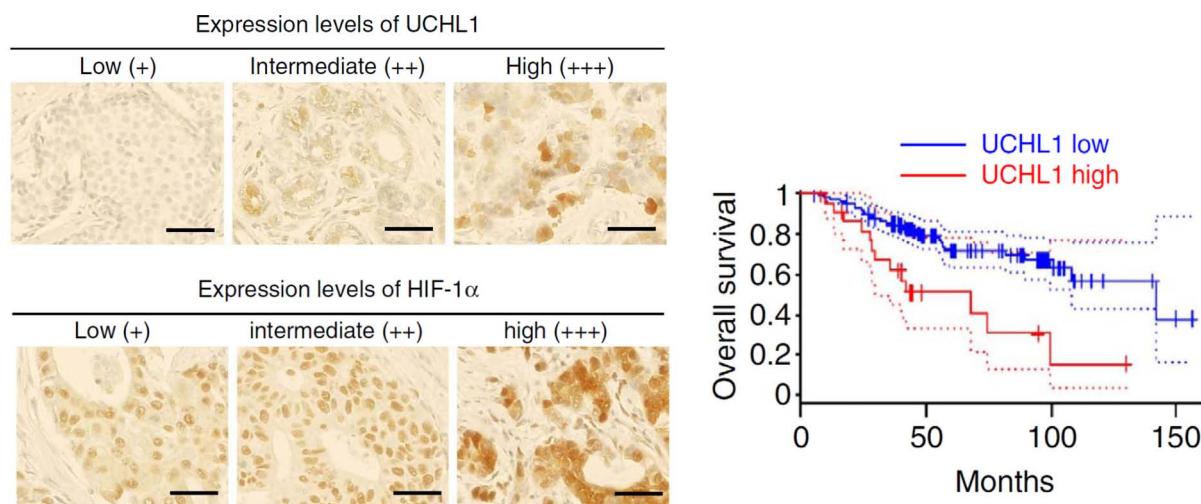 Expression levels of UCHL1
Low (+) Intermediate (++) High (+++)
Expression levels of HIF-1α
Low (+) intermediate (++) high (+++)
UCHL1 low
UCHL1 high
Overall survival
1
0.8
0.6
0.4
0.2
0
0 50 100 150
Months